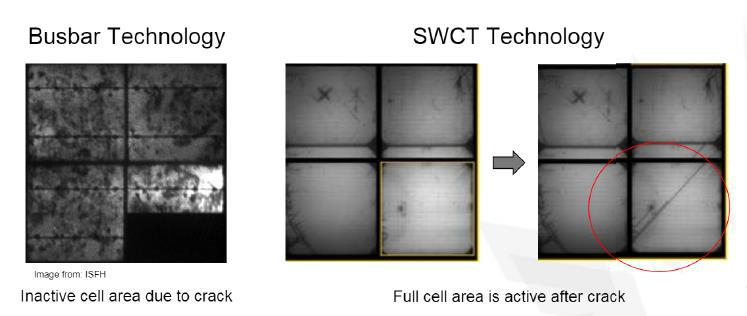 Busbar Technology
SWCT Technology
Image from: ISFH
Inactive cell area due to crack
Full cell area is active after crack